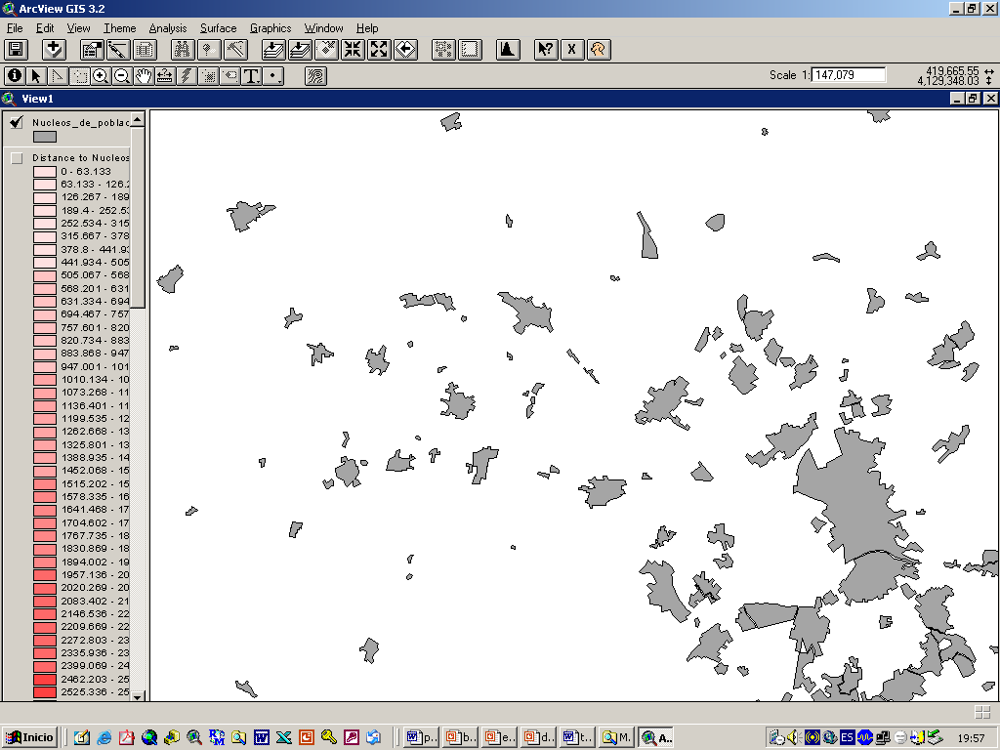 ArcView GIS 3.2
File Edit View Theme Analysis Surface Graphics Window Help
Scale 1: 147,079 419,665.55
4,129,348.03
View1
Nucleos_de_poblac
Distance to Nucleos
0 - 63.133
63.133 - 126.2
126.267 - 189
189.4 - 252.53
252.534 - 315
315.667 - 378
378.8 - 441.93
441.934 - 505
505.067 - 568
568.201 - 631
631.334 - 694
694.467 - 757
757.601 - 820
820.734 - 883
883.868 - 947
947.001 - 101
1010.134 - 10
1073.268 - 11
1136.401 - 11
1199.535 - 12
1262.668 - 13
1325.801 - 13
1388.935 - 14
1452.068 - 15
1515.202 - 15
1578.335 - 16
1641.468 - 17
1704.602 - 17
1767.735 - 18
1830.869 - 18
1894.002 - 19
1957.136 - 20
2020.269 - 20
2083.402 - 21
2146.536 - 22
2209.669 - 22
2272.803 - 23
2335.936 - 23
2399.069 - 24
2462.203 - 25
2525.336 - 25
Inicio p.. b.. e.. d.. t.. M. A.. ES 19:57